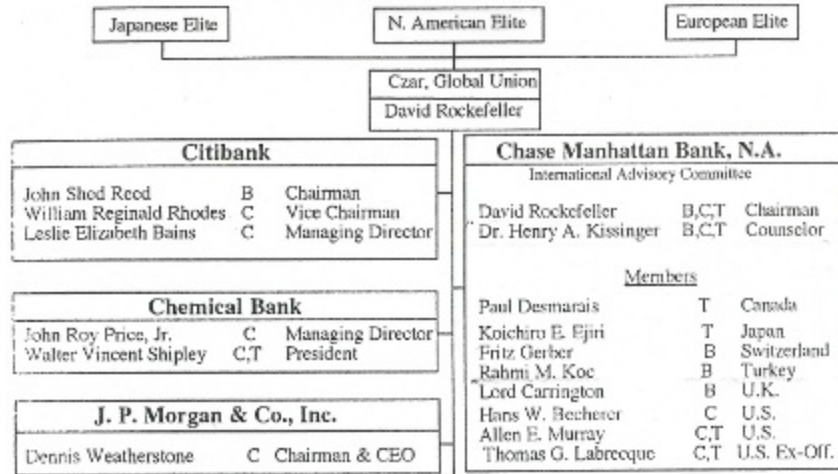 Japanese Elite
N. American Elite
European Elite
Czar, Global Union
David Rockefeller
Citibank
John Shed Reed B Chairman
William Reginald Rhodes C Vice Chairman
Leslie Elizabeth Bains C Managing Director
Chemical Bank
John Roy Price, Jr. C Managing Director
Walter Vincent Shipley C,T President
J. P. Morgan & Co., Inc.
Dennis Weatherstone C Chairman & CEO
Chase Manhattan Bank, N.A.
International Advisory Committee
David Rockefeller B,C,T Chairman
Dr. Henry A. Kissinger B,C,T Counselor
Members
Paul Desmarais T Canada
Koichiro E. Ejiri T Japan
Fritz Gerber B Switzerland
Rahmi M. Koc B Turkey
Lord Carrington B U.K.
Hans W. Becherer C U.S.
Allen E. Murray C,T U.S.
Thomas G. Labrecque C,T U.S. Ex-Off.